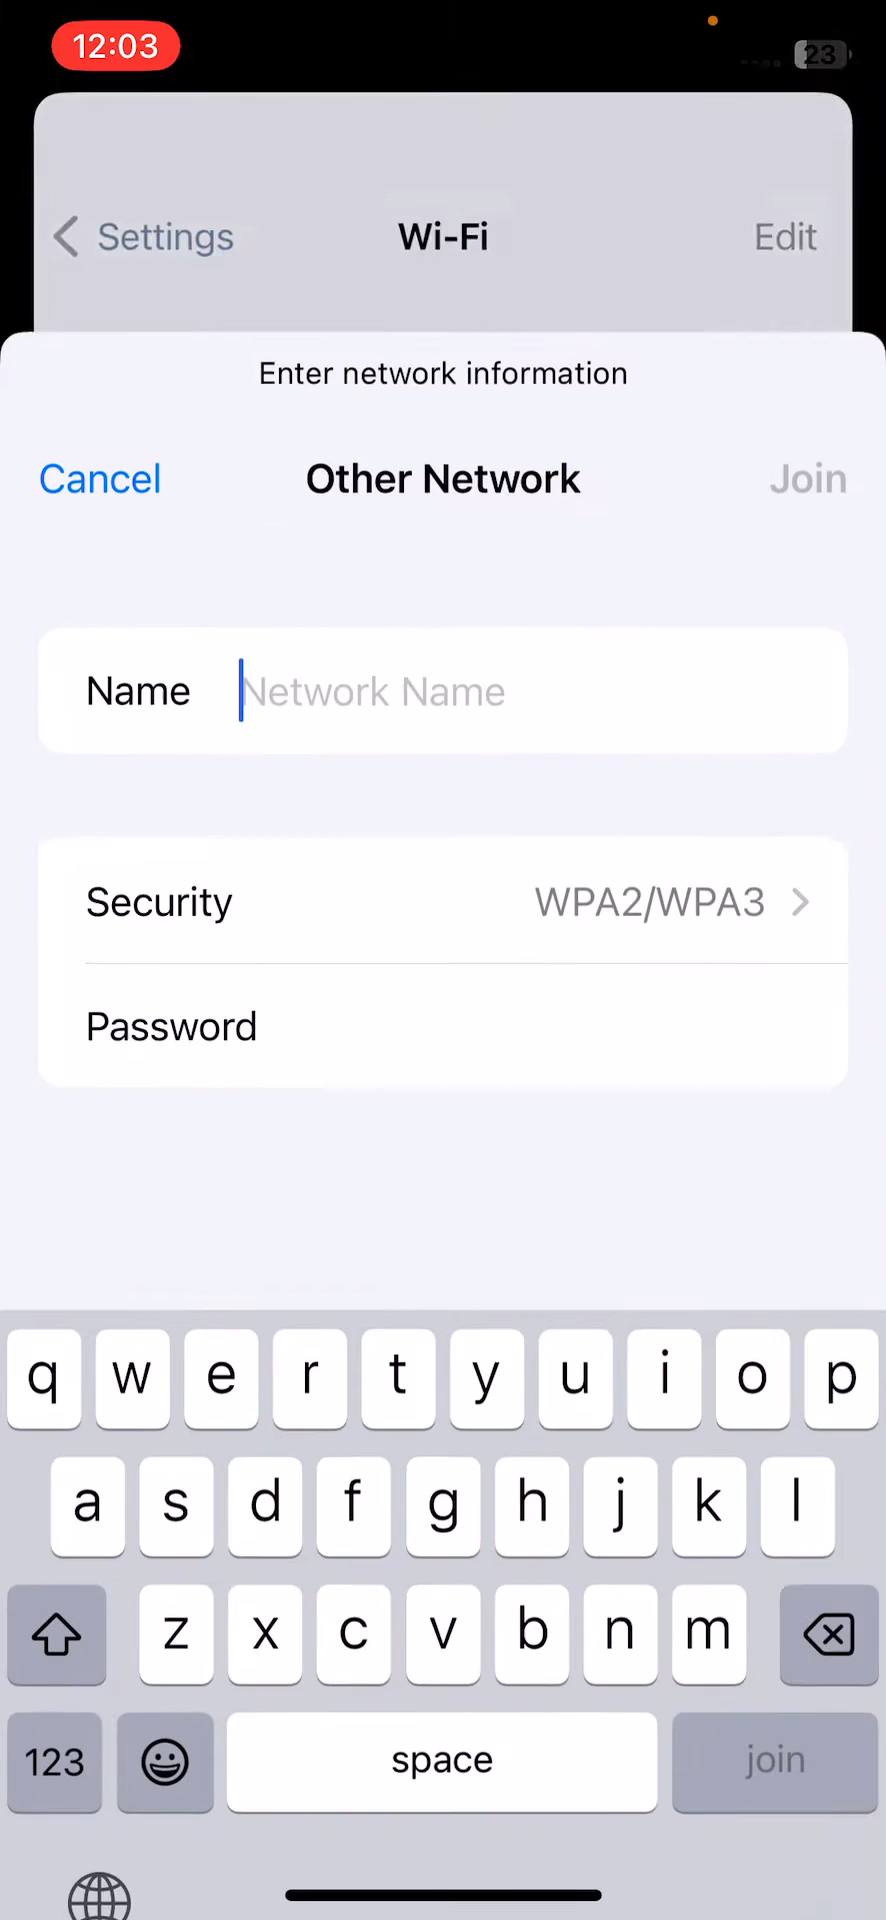 12:03
23
Settings
Wi-Fi
Edit
Enter network information
Cancel
Other Network
Join
Name
Network Name
Security
WPA2/WPA3
Password
q w e r t y u i o p
a s d f g h j k l
z x c v b n m
123
space
join